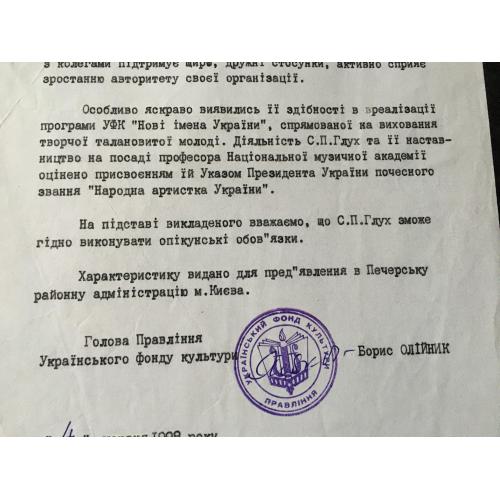 з колегами підтримує щирі, дружні стосунки, активно сприяє
зростанню авторитету своєї організації.
Особливо яскраво виявились її здібності в вреалізації
програми УФК "Нові імена України", спрямованої на виховання
творчої талановитої молоді. Діяльність С.П.Глух та її настав-
ництво на посаді професора Національної музичної академії
оцінено присвоєнням їй Указом Президента України почесного
звання "Народна артистка України".
На підставі викладеного вважаємо, що С.П.Глух зможе
гідно виконувати опікунські обов"язки.
Характеристику видано для пред"явлення в Печерську
районну адміністрацію м.Києва.
Голова Правління
Українського фонду культури
Борис ОЛІЙНИК
УКРАЇНСЬКИЙ ФОНД КУЛЬТУРИ
ПРАВЛІННЯ
1998 року